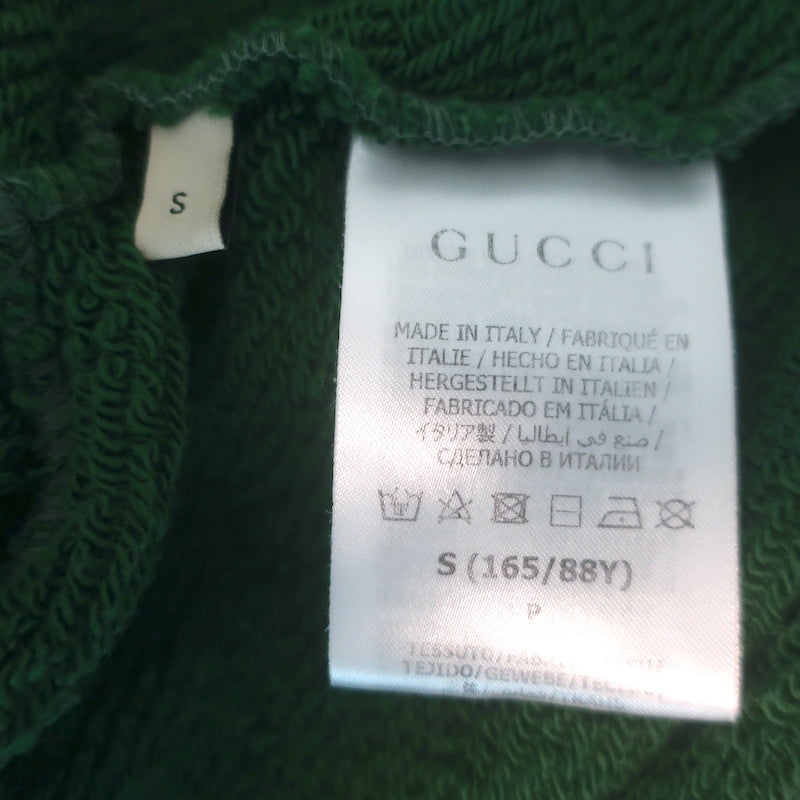 S
GUCCI
MADE IN ITALY / FABRIQUÉ EN
ITALIE / HECHO EN ITALIA /
HERGESTELLT IN ITALIEN /
FABRICADO EM ITÁLIA /
イタリア製 / صنع في ايطاليا /
СДЕЛАНО В ИТАЛИИ
S (165/88Y)
P
TESSUTO/
TEJIDO/GEWEBE/